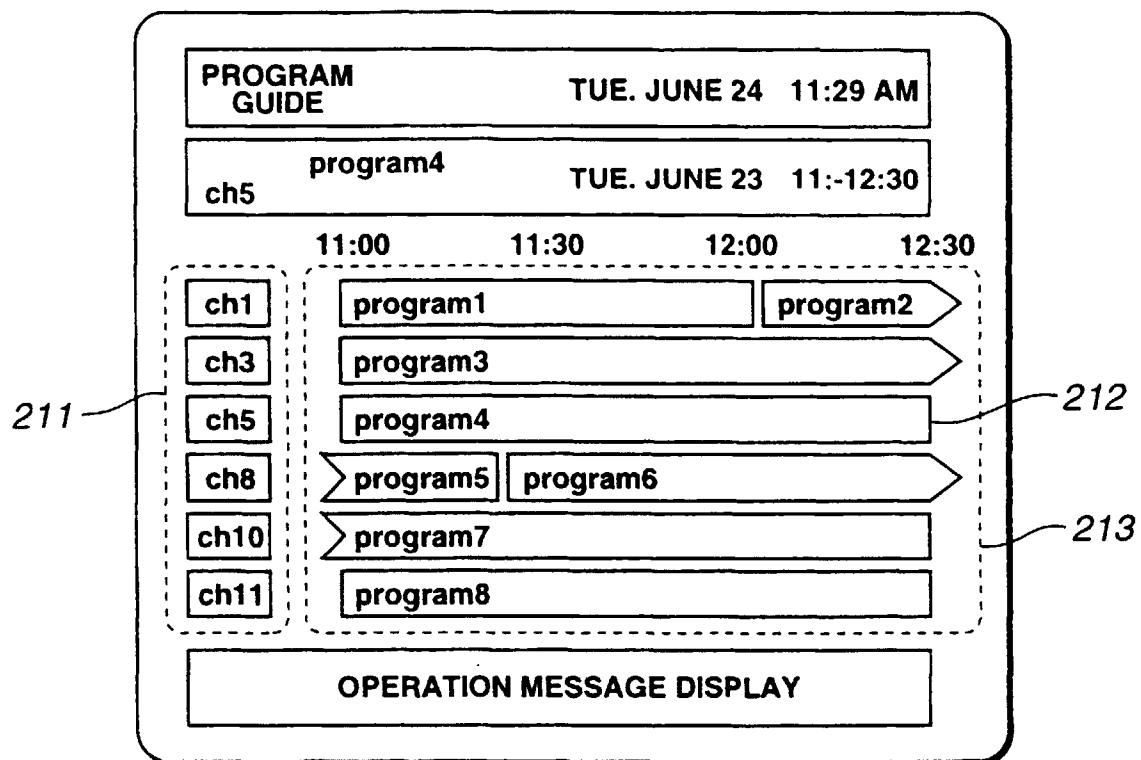 PROGRAM
GUIDE
TUE. JUNE 24 11:29 AM
program4
ch5
TUE. JUNE 23 11:-12:30
11:00 11:30 12:00 12:30
ch1 program1 program2
ch3 program3
ch5 program4
ch8 program5 program6
ch10 program7
ch11 program8
211
212
213
OPERATION MESSAGE DISPLAY